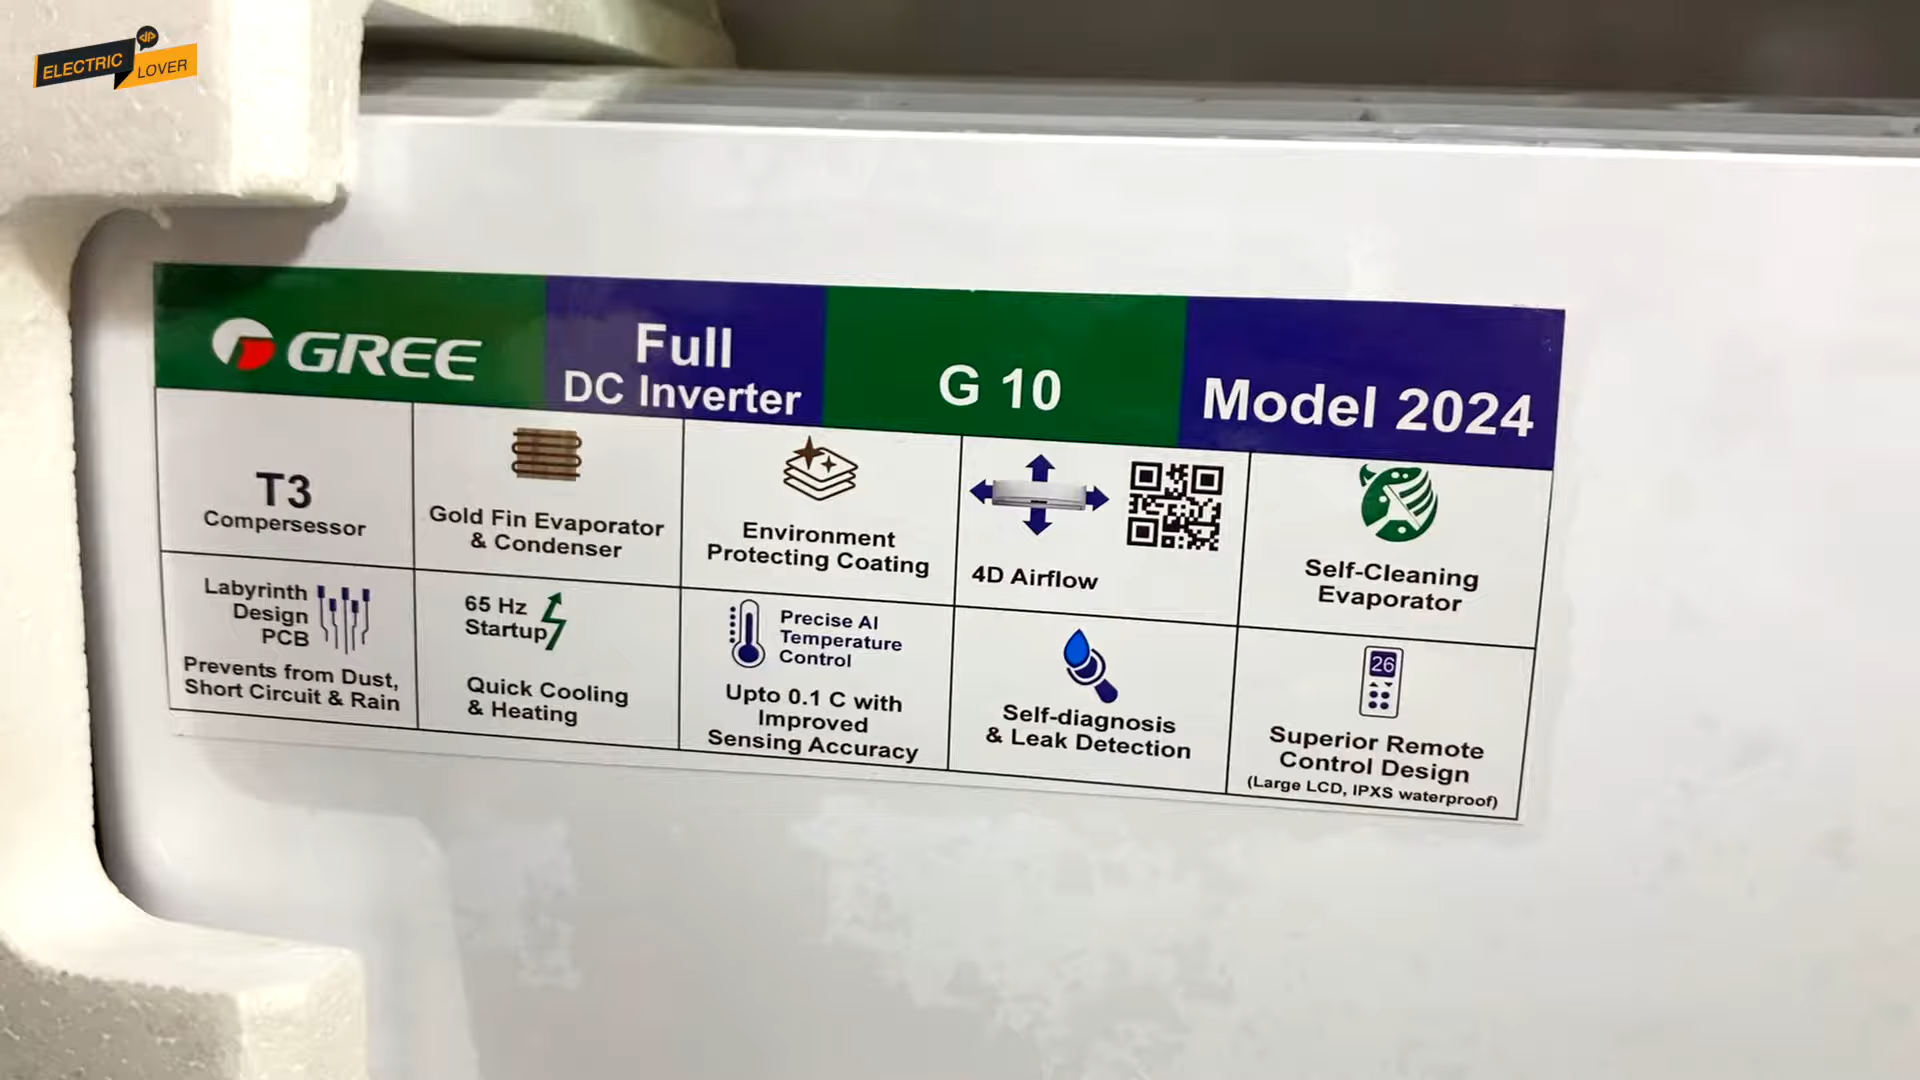 ELECTRIC LOVER
GREE
Full
DC Inverter
G 10
Model 2024
T3
Compersessor
Gold Fin Evaporator
& Condenser
Environment
Protecting Coating
4D Airflow
Self-Cleaning
Evaporator
Labyrinth
Design
PCB
Prevents from Dust,
Short Circuit & Rain
65 Hz
Startup
Quick Cooling
& Heating
Precise AI
Temperature
Control
Upto 0.1 C with
Improved
Sensing Accuracy
Self-diagnosis
& Leak Detection
26
Superior Remote
Control Design
(Large LCD, IPXS waterproof)